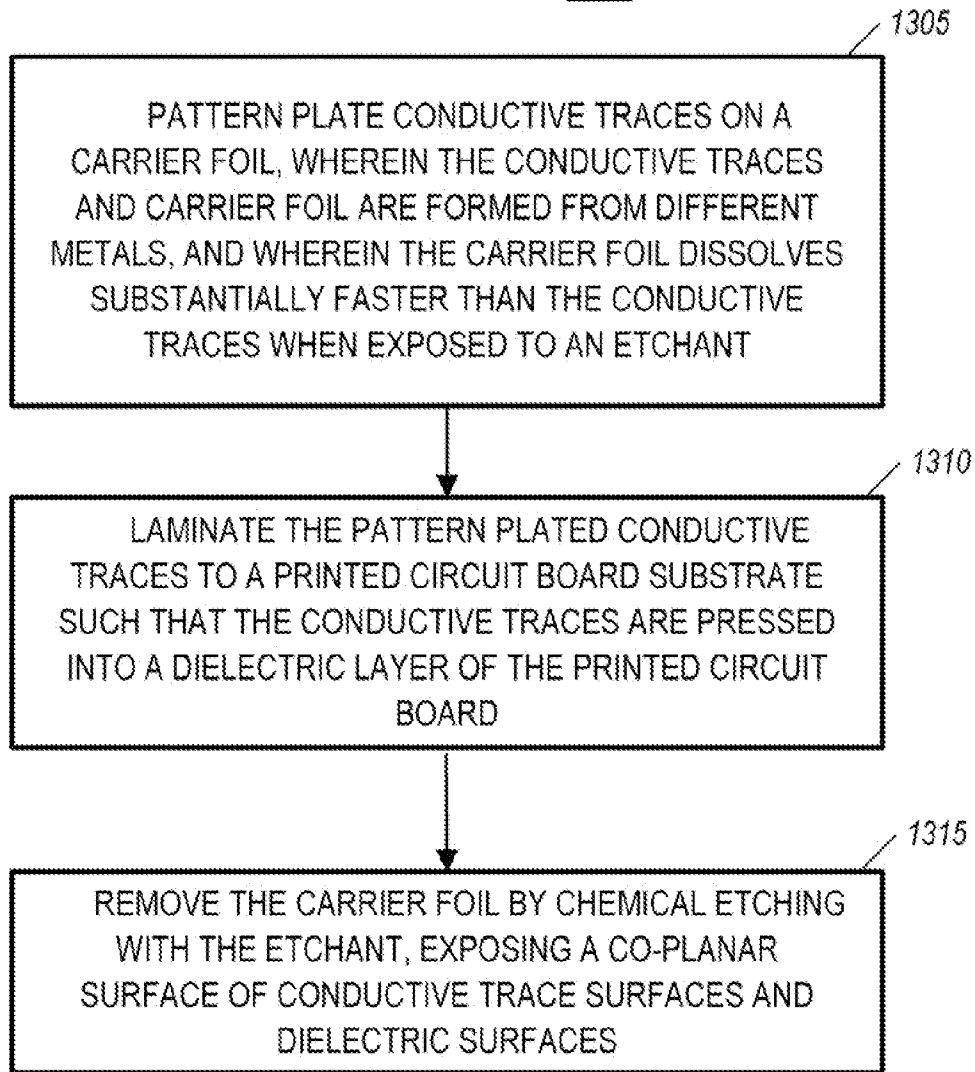 1305
PATTERN PLATE CONDUCTIVE TRACES ON A
CARRIER FOIL, WHEREIN THE CONDUCTIVE TRACES
AND CARRIER FOIL ARE FORMED FROM DIFFERENT
METALS, AND WHEREIN THE CARRIER FOIL DISSOLVES
SUBSTANTIALLY FASTER THAN THE CONDUCTIVE
TRACES WHEN EXPOSED TO AN ETCHANT
1310
LAMINATE THE PATTERN PLATED CONDUCTIVE
TRACES TO A PRINTED CIRCUIT BOARD SUBSTRATE
SUCH THAT THE CONDUCTIVE TRACES ARE PRESSED
INTO A DIELECTRIC LAYER OF THE PRINTED CIRCUIT
BOARD
1315
REMOVE THE CARRIER FOIL BY CHEMICAL ETCHING
WITH THE ETCHANT, EXPOSING A CO-PLANAR
SURFACE OF CONDUCTIVE TRACE SURFACES AND
DIELECTRIC SURFACES